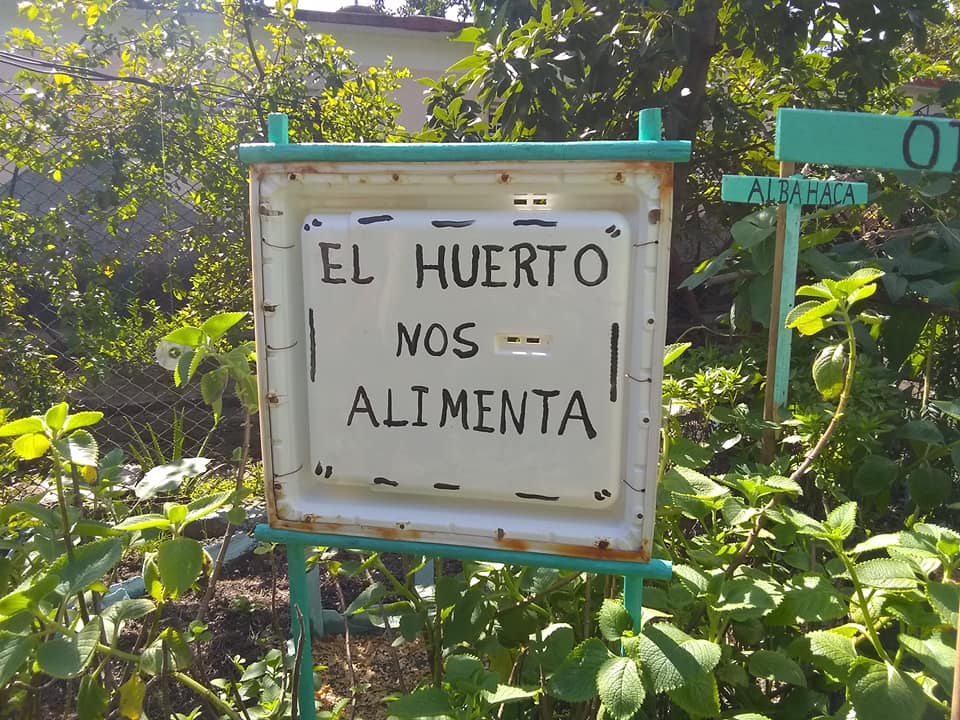 EL HUERTO
NOS
ALIMENTA
ALBAHACA